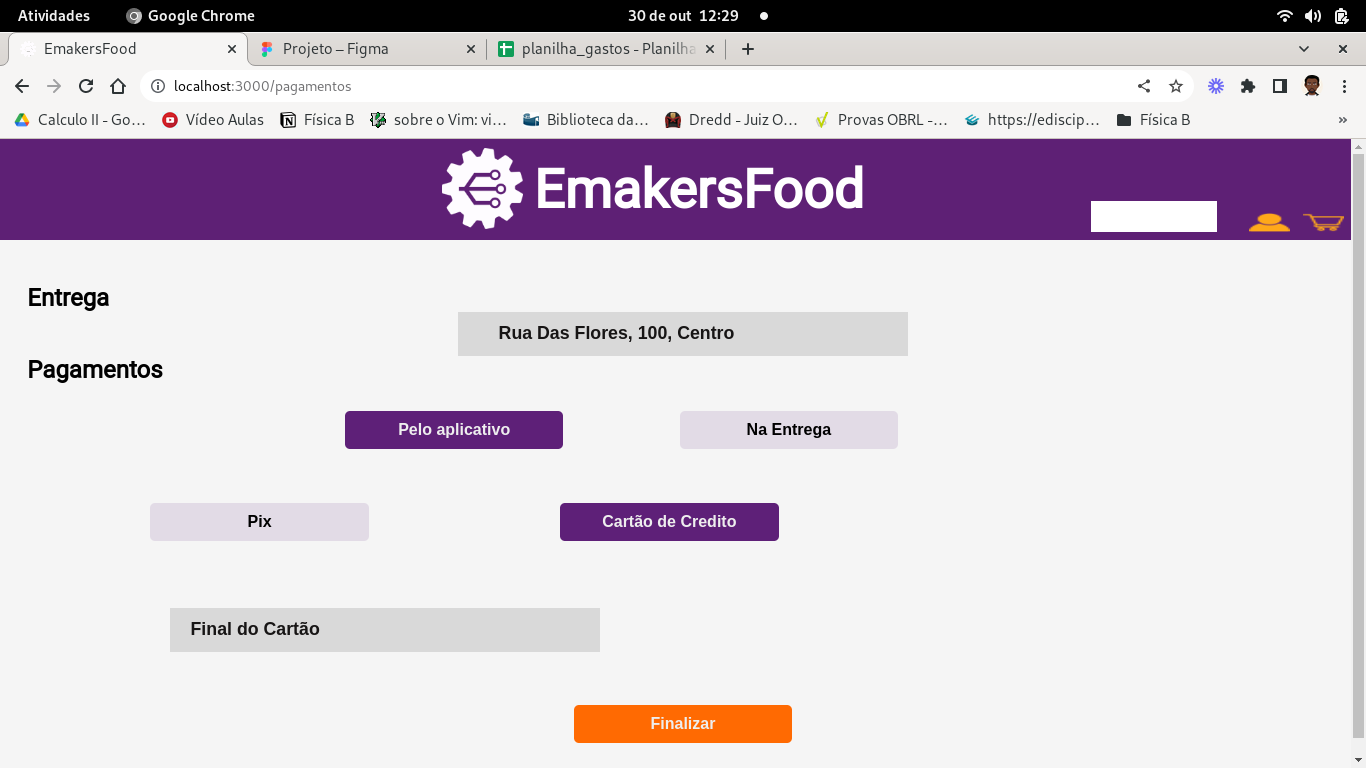 Atividades
Google Chrome
30 de out 12:29
EmakersFood
Projeto – Figma
planilha_gastos - Planilha
localhost:3000/pagamentos
Calculo II - Go…
Vídeo Aulas
Física B
sobre o Vim: vi…
Biblioteca da…
Dredd - Juiz O…
Provas OBRL -…
https://ediscip…
Física B
»
EmakersFood
Entrega
Rua Das Flores, 100, Centro
Pagamentos
Pelo aplicativo
Na Entrega
Pix
Cartão de Credito
Final do Cartão
Finalizar